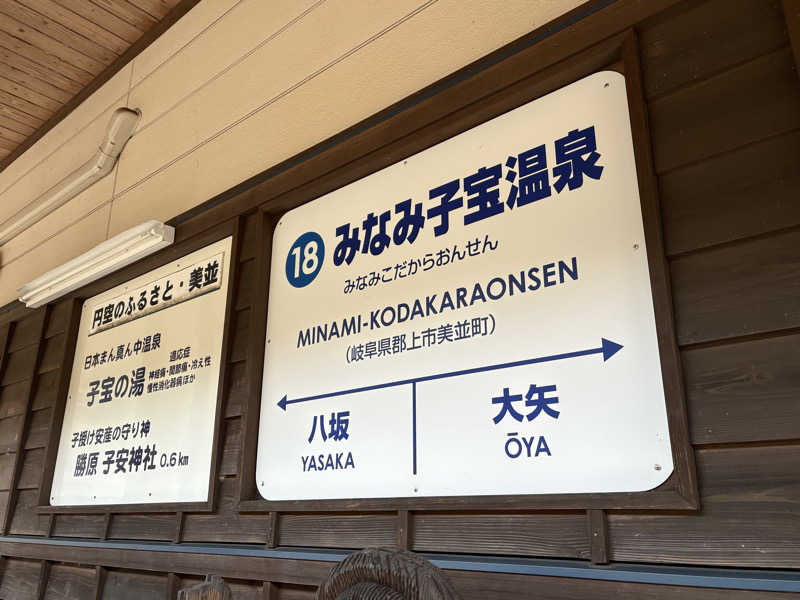 円空のふるさと・美並
日本まん真ん中温泉
子宝の湯
適応症
神経痛・関節痛・冷え性
慢性消化器病ほか
子授け安産の守り神
勝原 子安神社 0.6km
18 みなみ子宝温泉
みなみこだからおんせん
MINAMI-KODAKARAONSEN
（岐阜県郡上市美並町）
八坂 大矢
YASAKA ŌYA